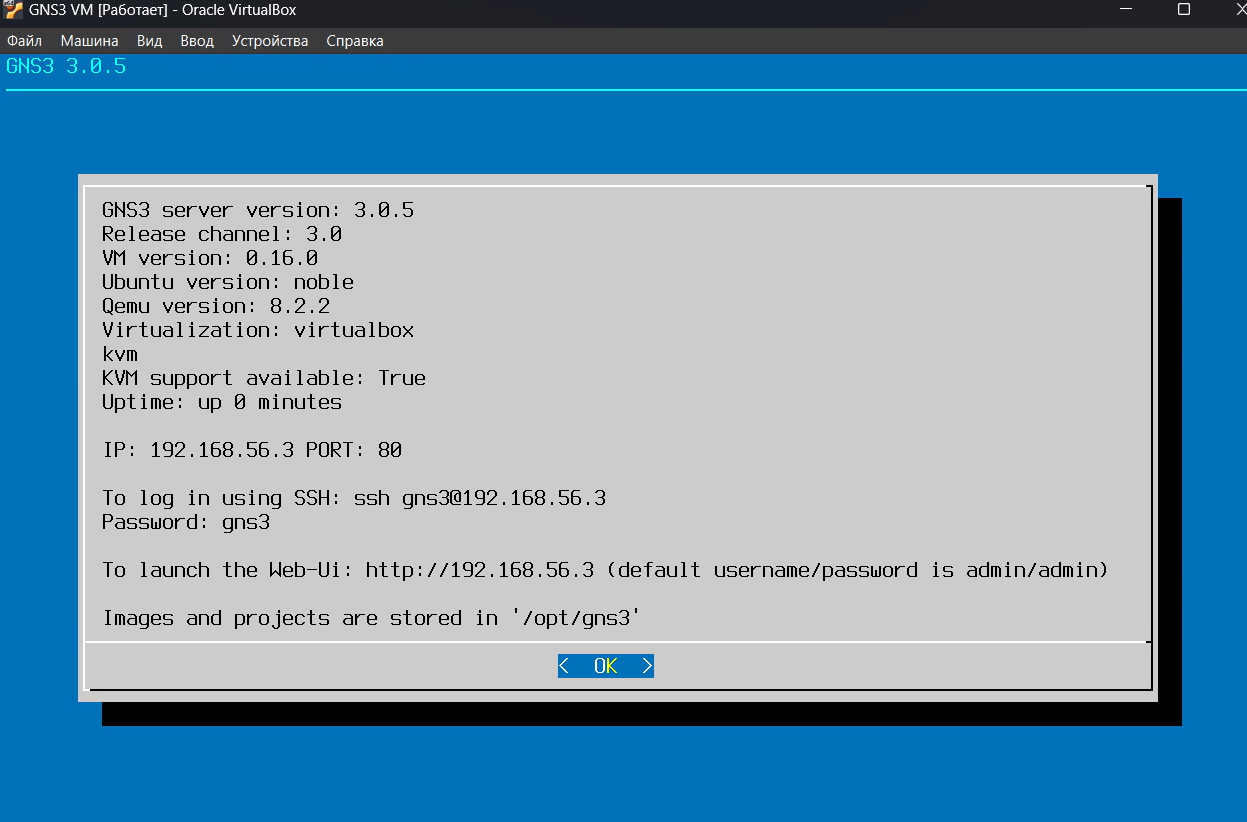 GNS3 VM [Работает] - Oracle VirtualBox
Файл Машина Вид Ввод Устройства Справка
GNS3 3.0.5
GNS3 server version: 3.0.5
Release channel: 3.0
VM version: 0.16.0
Ubuntu version: noble
Qemu version: 8.2.2
Virtualization: virtualbox
kvm
KVM support available: True
Uptime: up 0 minutes
IP: 192.168.56.3 PORT: 80
To log in using SSH: ssh gns3@192.168.56.3
Password: gns3
To launch the Web-Ui: http://192.168.56.3 (default username/password is admin/admin)
Images and projects are stored in '/opt/gns3'
< OK >